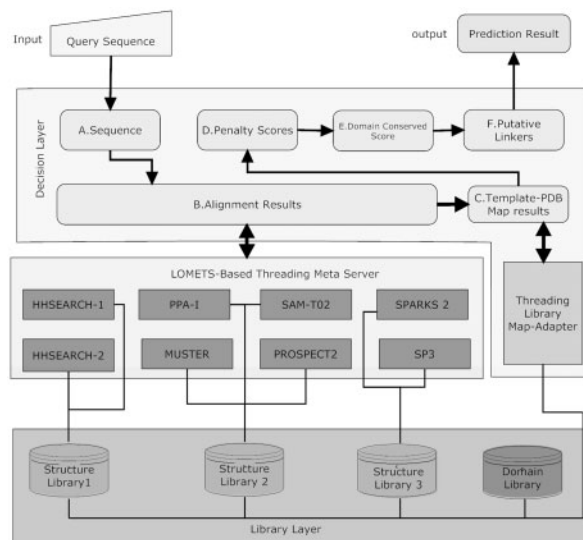 Input
Query Sequence
output
Prediction Result
Decision Layer
A.Sequence
D.Penalty Scores
E.Domain Conserved
Score
F.Putative
Linkers
B.Alignment Results
C.Template-PDB
Map results
LOMETS-Based Threading Meta Server
HHSEARCH-1
PPA-I
SAM-T02
SPARKS 2
HHSEARCH-2
MUSTER
PROSPECT2
SP3
Threading
Library
Map-Adapter
Structure
Library1
Structure
Library 2
Structure
Library 3
Domain
Library
Library Layer